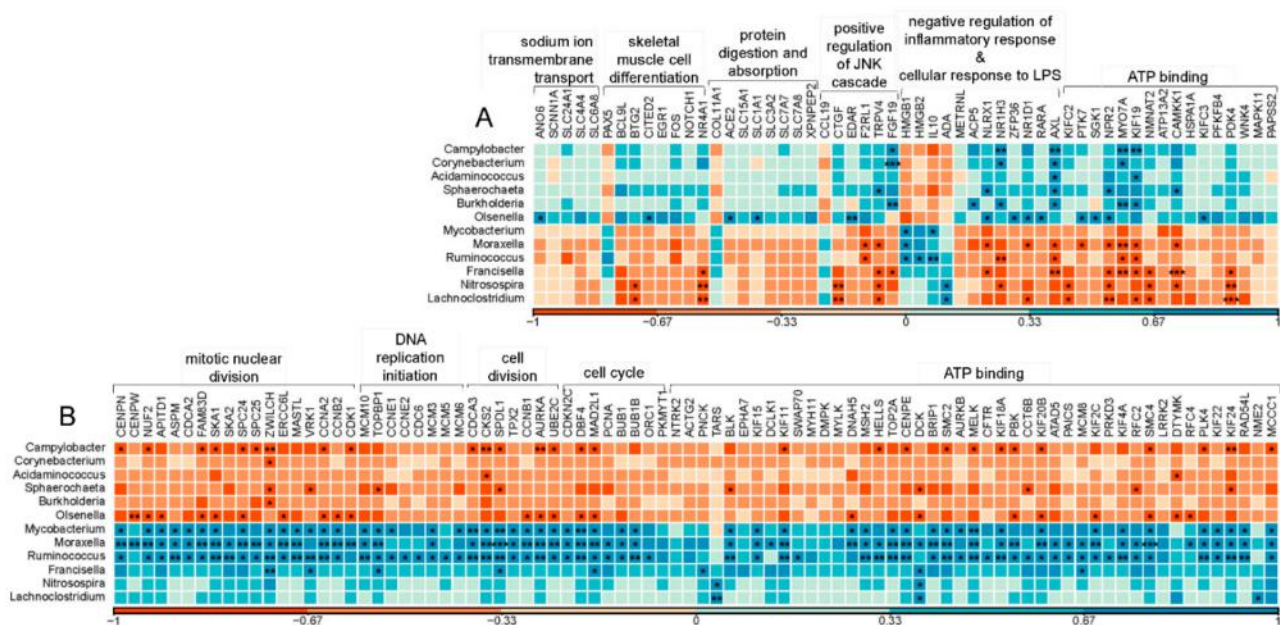 sodium ion
transmembrane
transport
skeletal
muscle cell
differentiation
protein
digestion and
absorption
positive
regulation
of JNK
cascade
negative regulation of
inflammatory response
&
cellular response to LPS
ATP binding
A
ANO6
SCN1A
SLC24A1
SLC4A4
SLC6A8
PAX5
BCL9L
BTG2
CITED2
EGR1
FOS
NOTCH1
NR4A1
COL11A1
ACE2
SLC15A1
SLC1A1
SLC3A2
SLC7A7
SLC7A8
XPNPEP2
CCL19
CTGF
EDAR
F2RL1
TRPV4
FGF19
HMGB1
HMGB2
IL10
ADA
METRNL
ACP5
NLRX1
NR1H3
ZFP36
NR1D1
RARA
AXL
KIFC2
PTK7
SGK1
NPR2
MYO7A
KIF19
NMNAT2
ATP13A2
CAMKK1
HSPA1A
KIFC3
PFKFB4
PDK4
WNK4
MAPK11
PAPSS2
Campylobacter
Corynebacterium
Acidaminococcus
Sphaerochaeta
Burkholderia
Olsenella
Mycobacterium
Moraxella
Ruminococcus
Francisella
Nitrosospira
Lachnoclostridium
−1 −0.67 −0.33 0 0.33 0.67 1
mitotic nuclear
division
DNA
replication
initiation
cell
division
cell cycle
ATP binding
B
CENPN
CENPW
NUF2
APITD1
ASPM
CDCA2
FAM83D
SKA1
SKA2
SPC24
SPC25
ZWILCH
ERCC6L
MASTL
VRK1
CCNA2
CCNB2
CDK1
MCM10
TOPBP1
CCNE1
CCNE2
CDC6
MCM3
MCM5
MCM6
CDCA3
CKS2
SPDL1
TPX2
CCNB1
AURKA
UBE2C
CDKN2C
DBF4
MAD2L1
PCNA
BUB1
BUB1B
ORC1
PKMYT1
NTRK2
ACTG2
PNCK
TARS
BLK
EPHA7
KIF15
DCLK1
KIF11
SWAP70
MYH11
DMPK
MYLK
DNAH5
MSH2
HELLS
TOP2A
CENPE
DCK
BRIP1
SMC2
AURKB
MELK
CFTR
KIF18A
PBK
CCT6B
KIF20B
ATAD5
PAICS
MCM8
KIF2C
PRKD3
KIF4A
RFC2
SMC4
LRRK2
DTYMK
RFC4
PLK4
KIF22
KIF24
RAD54L
NME2
MCCC1
Campylobacter
Corynebacterium
Acidaminococcus
Sphaerochaeta
Burkholderia
Olsenella
Mycobacterium
Moraxella
Ruminococcus
Francisella
Nitrosospira
Lachnoclostridium
−1 −0.67 −0.33 0 0.33 0.67 1